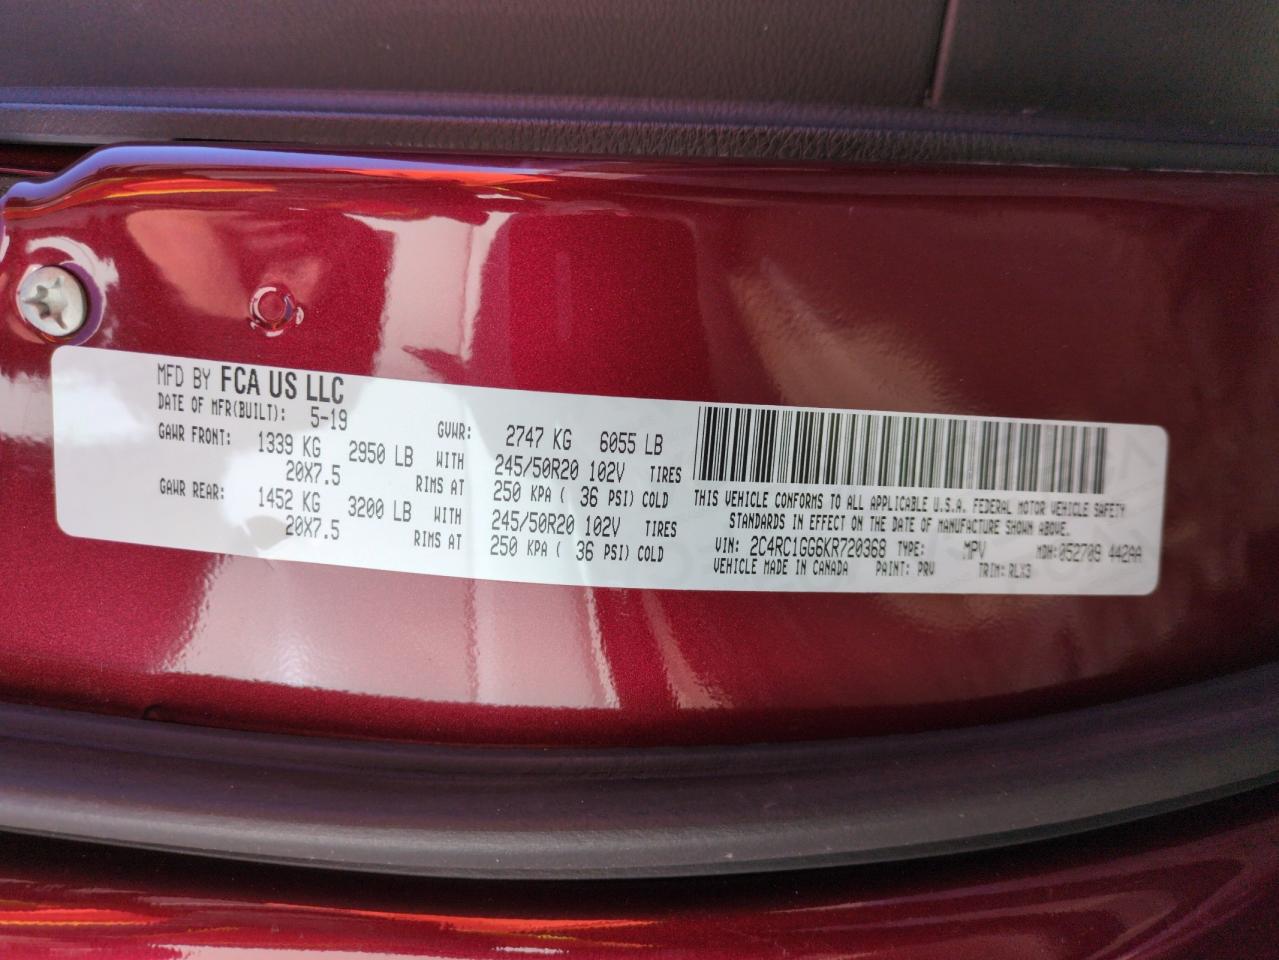 MFD BY FCA US LLC
DATE OF MFR(BUILT): 5-19
GVWR: 2747 KG 6055 LB
GAWR FRONT: 1339 KG 2950 LB WITH 245/50R20 102V TIRES
20X7.5 RIMS AT 250 KPA ( 36 PSI) COLD
GAWR REAR: 1452 KG 3200 LB WITH 245/50R20 102V TIRES
20X7.5 RIMS AT 250 KPA ( 36 PSI) COLD
THIS VEHICLE CONFORMS TO ALL APPLICABLE U.S.A. FEDERAL MOTOR VEHICLE SAFETY
STANDARDS IN EFFECT ON THE DATE OF MANUFACTURE SHOWN ABOVE.
VIN: 2C4RC1GG6KR720368 TYPE: MPV MDH:052709 442AA
VEHICLE MADE IN CANADA PAINT: PRV TRIM:RLX3